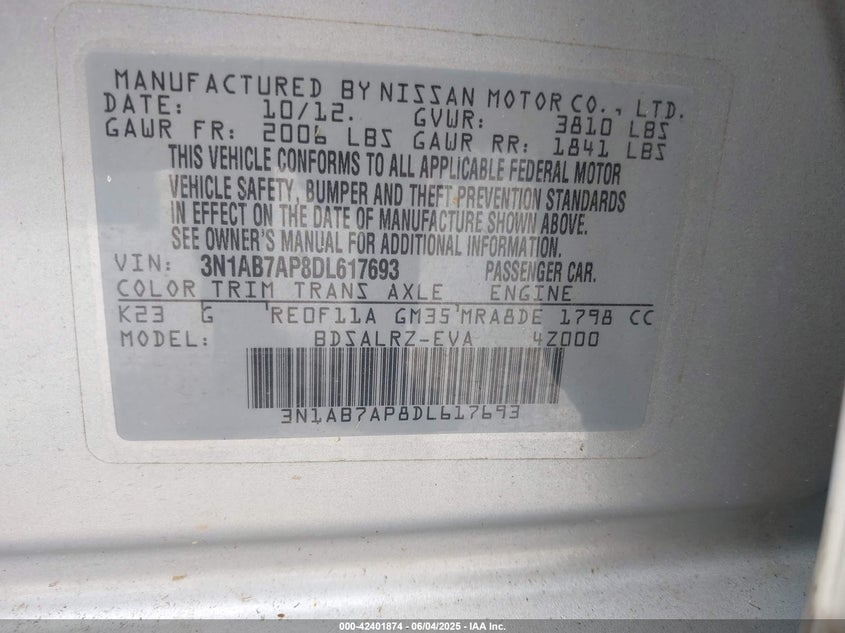 MANUFACTURED BY NISSAN MOTOR CO., LTD.
DATE: 10/12. GVWR: 3810 LBS
GAWR FR: 2006 LBS GAWR RR: 1841 LBS
THIS VEHICLE CONFORMS TO ALL APPLICABLE FEDERAL MOTOR
VEHICLE SAFETY, BUMPER AND THEFT PREVENTION STANDARDS
IN EFFECT ON THE DATE OF MANUFACTURE SHOWN ABOVE.
SEE OWNER'S MANUAL FOR ADDITIONAL INFORMATION.
VIN: 3N1AB7AP8DL617693 PASSENGER CAR.
COLOR TRIM TRANS AXLE ENGINE
K23 G RE0F11A GM35 MRA8DE 1798 CC
MODEL: BDSALRZ-EVA 4Z000
3N1AB7AP8DL617693
000-42401874 | 06/04/2025 - IAA Inc.